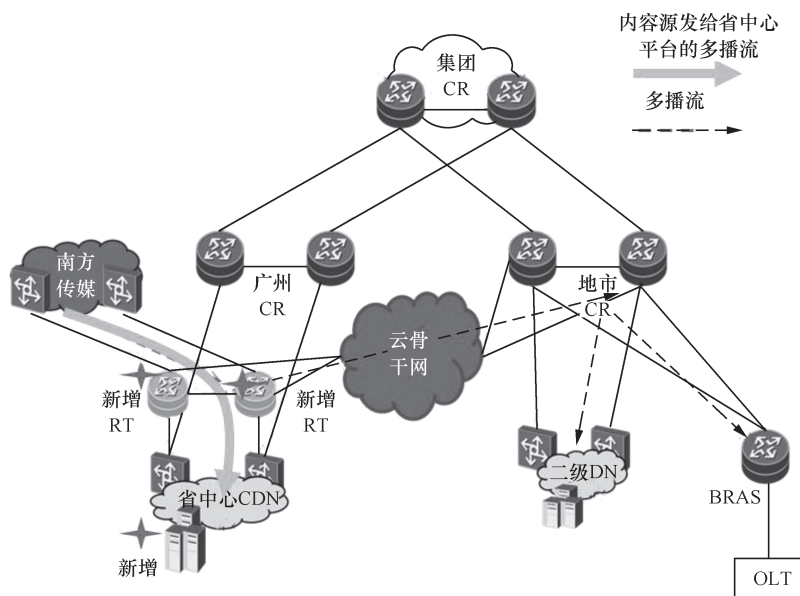 内容源发给省中心
平台的多播流
多播流
集团
CR
南方
传媒
广州
CR
地市
CR
云骨
干网
新增
RT
新增
RT
省中心CDN
新增
二级DN
BRAS
OLT